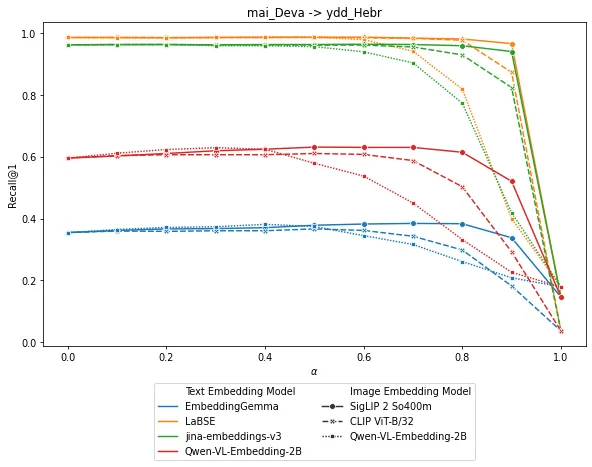 mai_Deva -> ydd_Hebr
Recall@1
1.0
0.8
0.6
0.4
0.2
0.0
0.0 0.2 0.4 0.6 0.8 1.0
α
Text Embedding Model
EmbeddingGemma
LaBSE
jina-embeddings-v3
Qwen-VL-Embedding-2B
Image Embedding Model
SigLIP 2 So400m
CLIP ViT-B/32
Qwen-VL-Embedding-2B